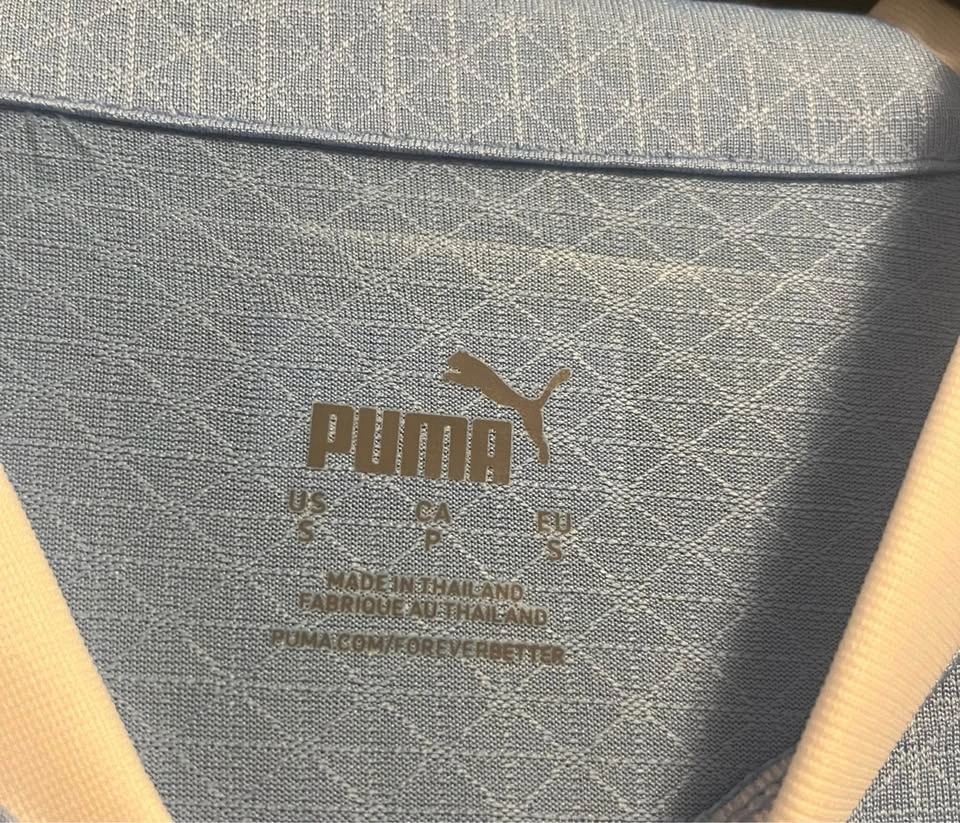 PUMA
US CA EU
S P S
MADE IN THAILAND
FABRIQUE AU THAILAND
PUMA.COM/FOREVERBETTER